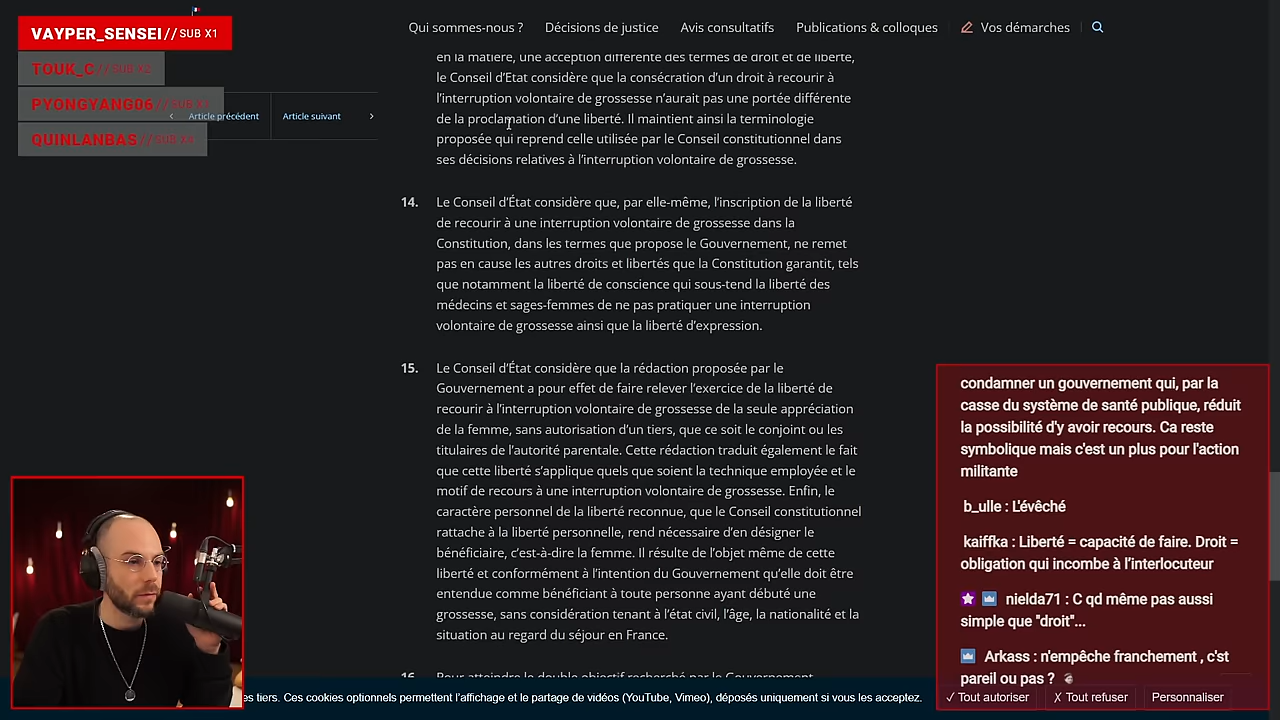 VAYPER_SENSEI // SUB X1
TOUK_C // SUB X2
PYONGYANG06 // SUB X1
QUINLANBAS // SUB X4
Article précédent
Article suivant
Qui sommes-nous ?
Décisions de justice
Avis consultatifs
Publications & colloques
Vos démarches
en la matière, une acception différente des termes de droit et de liberté,
le Conseil d'Etat considère que la consécration d'un droit à recourir à
l'interruption volontaire de grossesse n'aurait pas une portée différente
de la proclamation d'une liberté. Il maintient ainsi la terminologie
proposée qui reprend celle utilisée par le Conseil constitutionnel dans
ses décisions relatives à l'interruption volontaire de grossesse.
14. Le Conseil d'État considère que, par elle-même, l'inscription de la liberté
de recourir à une interruption volontaire de grossesse dans la
Constitution, dans les termes que propose le Gouvernement, ne remet
pas en cause les autres droits et libertés que la Constitution garantit, tels
que notamment la liberté de conscience qui sous-tend la liberté des
médecins et sages-femmes de ne pas pratiquer une interruption
volontaire de grossesse ainsi que la liberté d'expression.
15. Le Conseil d'État considère que la rédaction proposée par le
Gouvernement a pour effet de faire relever l'exercice de la liberté de
recourir à l'interruption volontaire de grossesse de la seule appréciation
de la femme, sans autorisation d'un tiers, que ce soit le conjoint ou les
titulaires de l'autorité parentale. Cette rédaction traduit également le fait
que cette liberté s'applique quels que soient la technique employée et le
motif de recours à une interruption volontaire de grossesse. Enfin, le
caractère personnel de la liberté reconnue, que le Conseil constitutionnel
rattache à la liberté personnelle, rend nécessaire d'en désigner le
bénéficiaire, c'est-à-dire la femme. Il résulte de l'objet même de cette
liberté et conformément à l'intention du Gouvernement qu'elle doit être
entendue comme bénéficiant à toute personne ayant débuté une
grossesse, sans considération tenant à l'état civil, l'âge, la nationalité et la
situation au regard du séjour en France.
16. Pour atteindre le double objectif recherché par le Gouvernement
condamner un gouvernement qui, par la
casse du système de santé publique, réduit
la possibilité d'y avoir recours. Ca reste
symbolique mais c'est un plus pour l'action
militante
b_ulle : L'évêché
kaiffka : Liberté = capacité de faire. Droit =
obligation qui incombe à l'interlocuteur
nielda71 : C qd même pas aussi
simple que "droit"...
Arkass : n'empêche franchement , c'st
pareil ou pas ?
es tiers. Ces cookies optionnels permettent l'affichage et le partage de vidéos (YouTube, Vimeo), déposés uniquement si vous les acceptez.
✓ Tout autoriser
✗ Tout refuser
Personnaliser